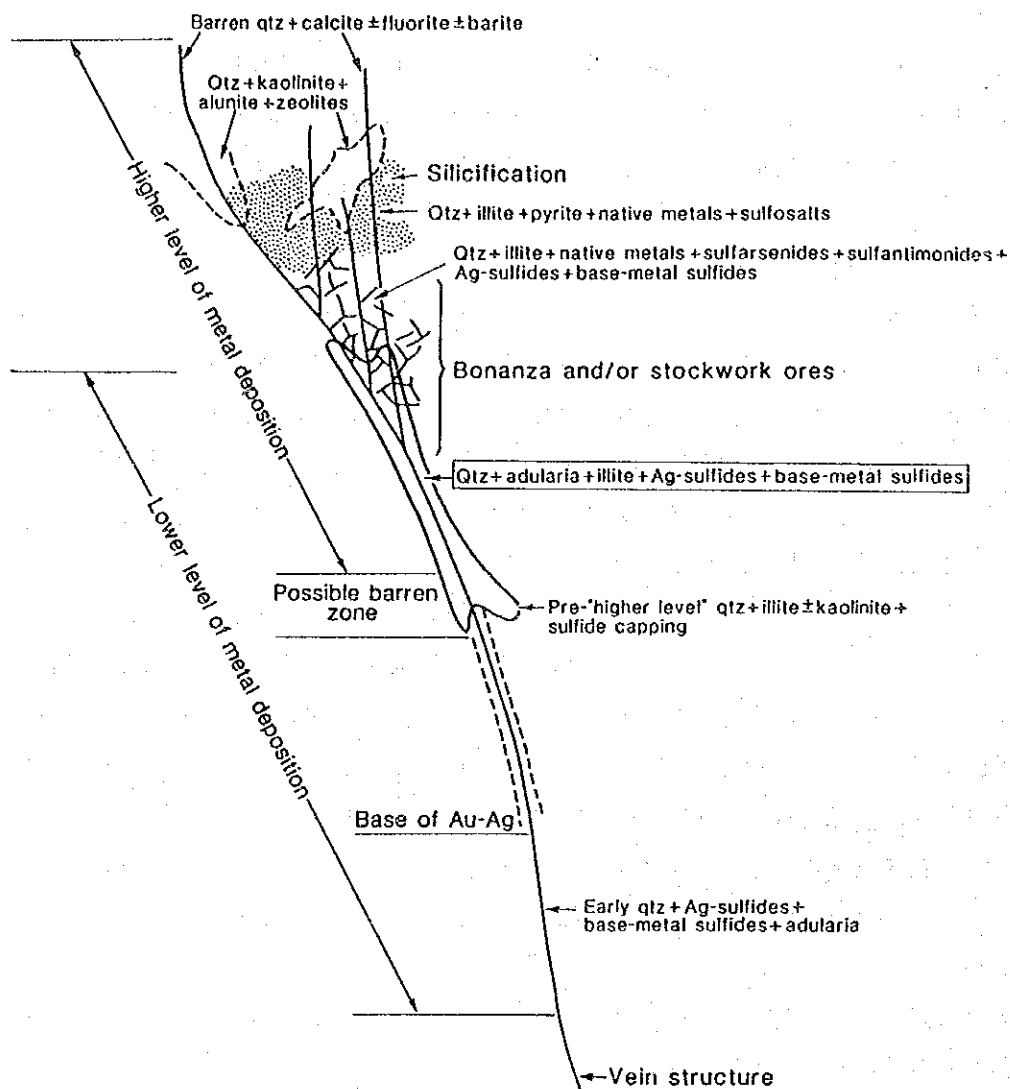 Barren qtz+calcite±fluorite±barite
Qtz+kaolinite+
alunite+zeolites
Silicification
Qtz+illite+pyrite+native metals+sulfosalts
Qtz+illite+native metals+sulfarsenides+sulfantimonides+
Ag-sulfides+base-metal sulfides
Higher level of metal deposition
Bonanza and/or stockwork ores
Qtz+adularia+illite+Ag-sulfides+base-metal sulfides
Lower level of metal deposition
Possible barren
zone
Pre-"higher level" qtz+illite±kaolinite+
sulfide capping
Base of Au-Ag
Early qtz+Ag-sulfides+
base-metal sulfides+adularia
Vein structure